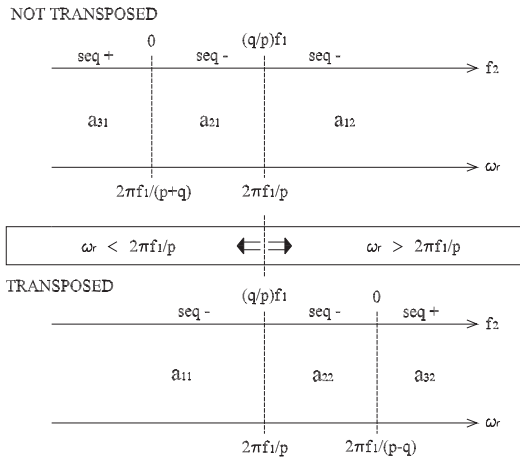 NOT TRANSPOSED
0 (q/p)f₁
seq + seq - seq -
f₂
a₃₁ a₂₁ a₁₂
ωᵣ
2πf₁/(p+q) 2πf₁/p
ωᵣ < 2πf₁/p ωᵣ > 2πf₁/p
TRANSPOSED
(q/p)f₁ 0
seq - seq - seq +
f₂
a₁₁ a₂₂ a₃₂
ωᵣ
2πf₁/p 2πf₁/(p-q)